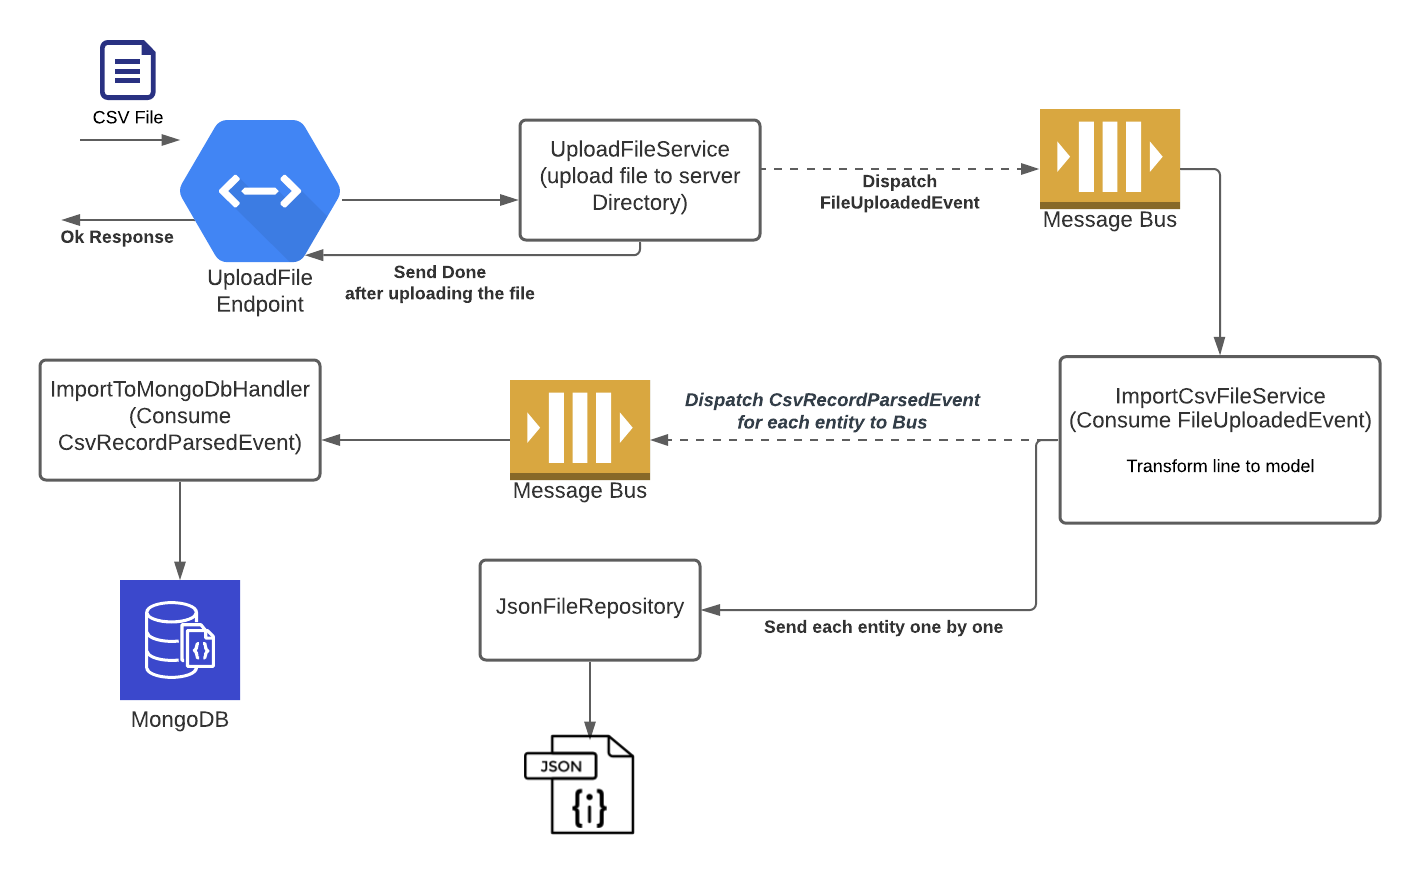 CSV File
Ok Response
UploadFile
Endpoint
UploadFileService
(upload file to server
Directory)
Send Done
after uploading the file
Dispatch
FileUploadedEvent
Message Bus
ImportCsvFileService
(Consume FileUploadedEvent)
Transform line to model
Dispatch CsvRecordParsedEvent
for each entity to Bus
Message Bus
ImportToMongoDbHandler
(Consume
CsvRecordParsedEvent)
MongoDB
Send each entity one by one
JsonFileRepository
JSON
{i}